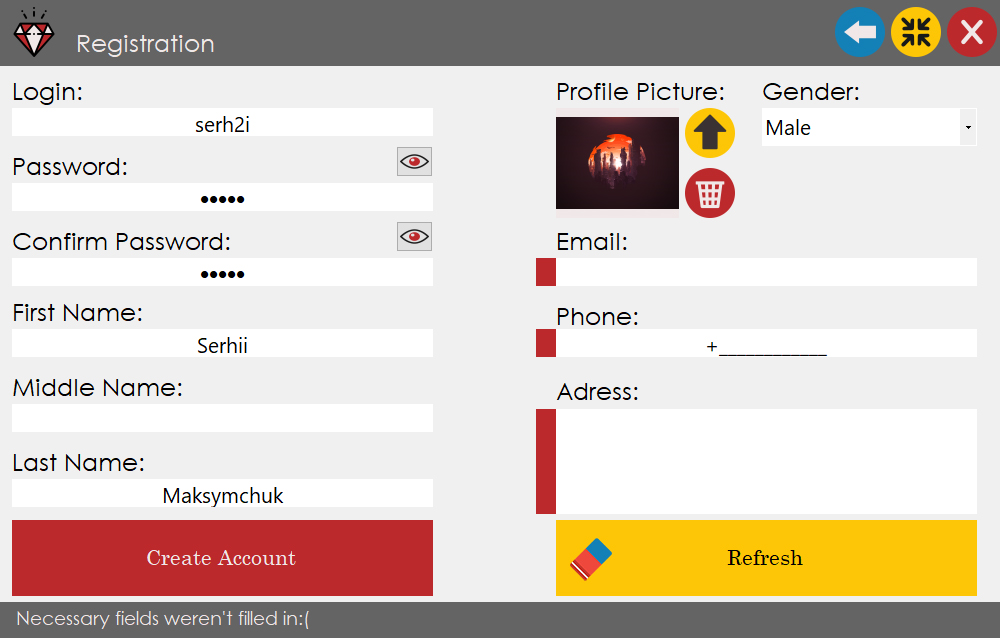 Registration
Login:
serh2i
Password:
•••••
Confirm Password:
•••••
First Name:
Serhii
Middle Name:
Last Name:
Maksymchuk
Create Account
Profile Picture:
Gender:
Male
Email:
Phone:
+____________
Adress:
Refresh
Necessary fields weren't filled in:(